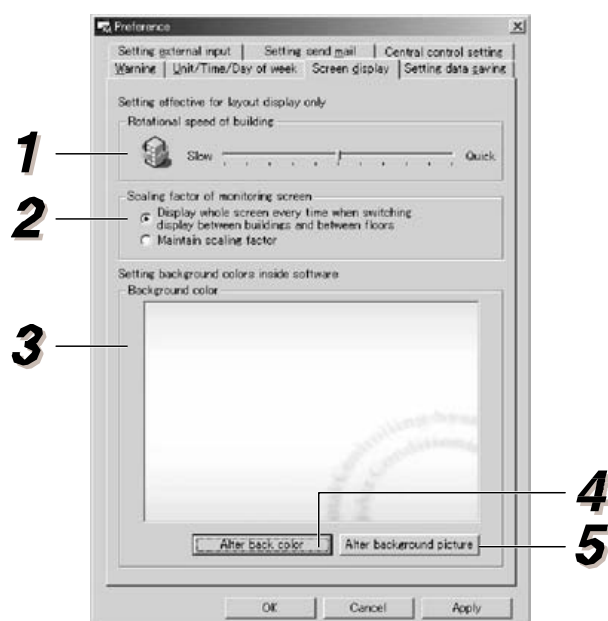 Preference
Setting external input Setting send mail Central control setting
Warning Unit/Time/Day of week Screen display Setting data saving
Setting effective for layout display only
Rotational speed of building
1
Slow Quick
Scaling factor of monitoring screen
2
Display whole screen every time when switching
display between buildings and between floors
Maintain scaling factor
Setting background colors inside software
Background color
3
4
Alter back color Alter background picture
5
OK Cancel Apply